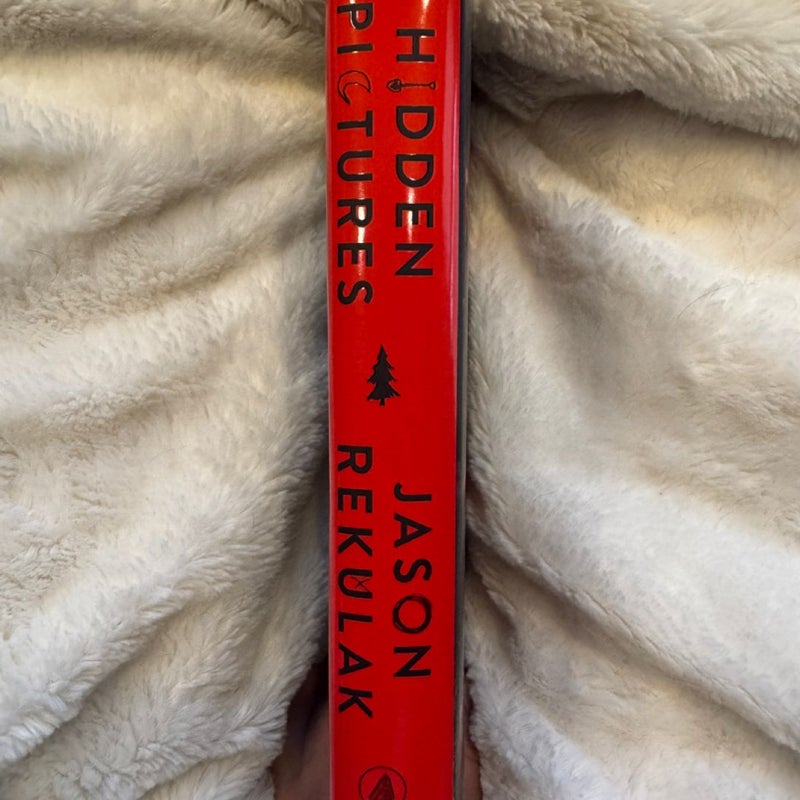 HIDDEN
PICTURES
JASON
REKULAK